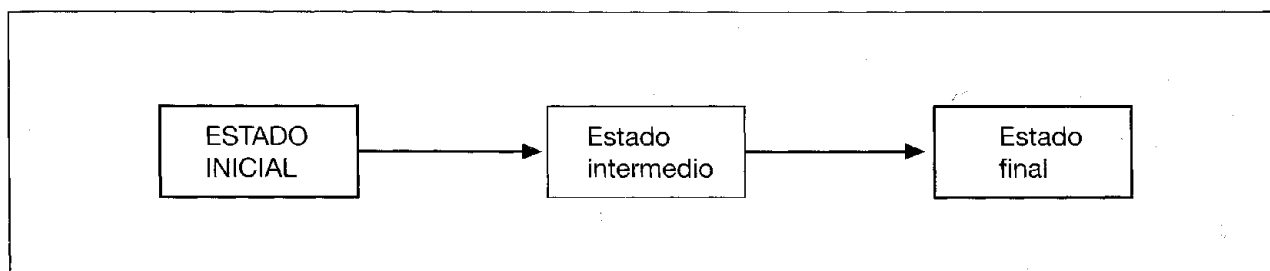 ESTADO
INICIAL
Estado
intermedio
Estado
final